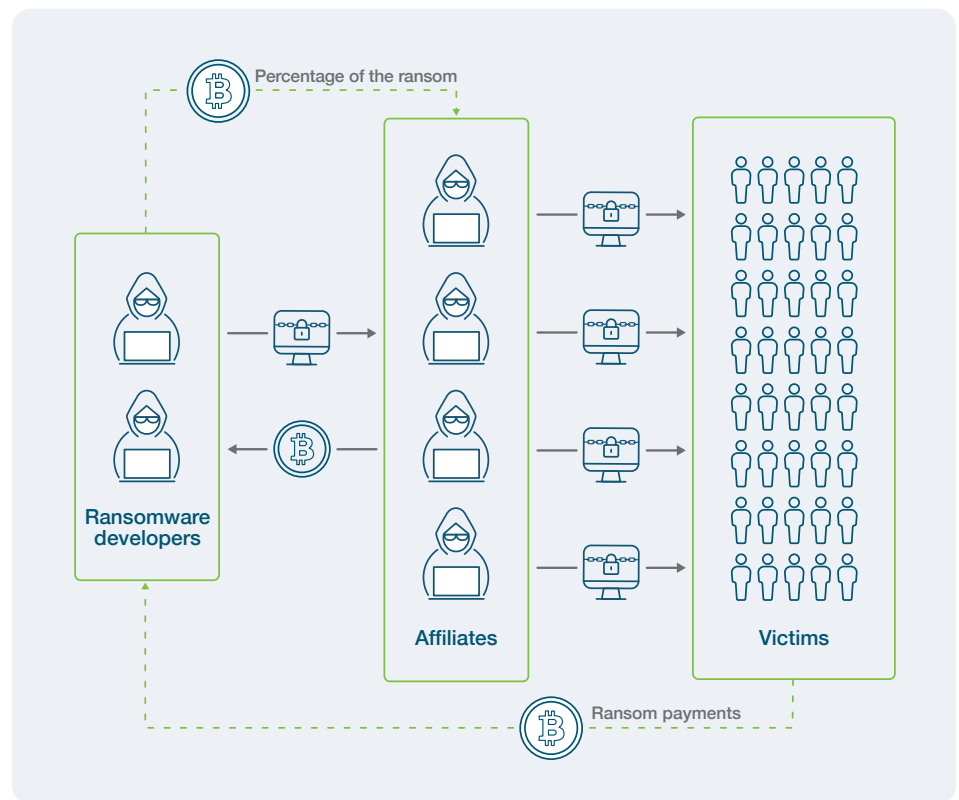 Percentage of the ransom
Ransomware
developers
Affiliates
Victims
Ransom payments